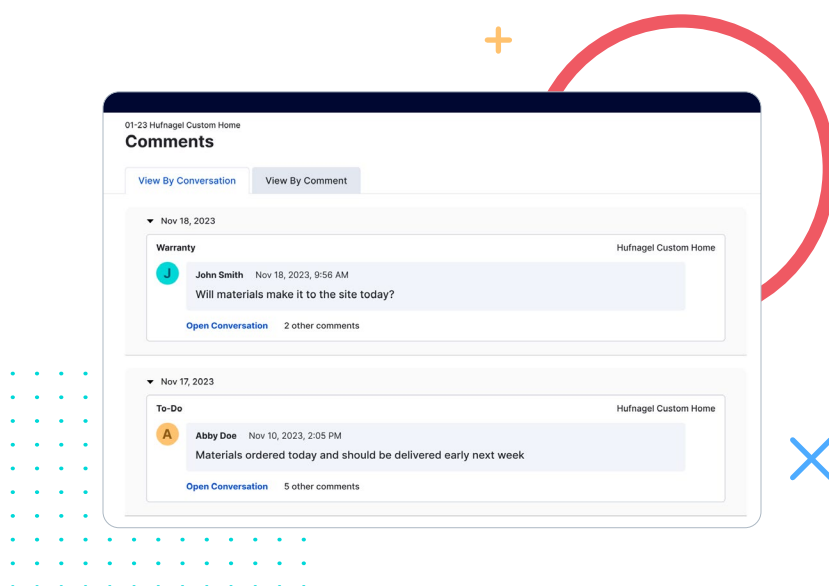 01-23 Hufnagel Custom Home
Comments
View By Conversation View By Comment
Nov 18, 2023
Warranty Hufnagel Custom Home
J John Smith Nov 18, 2023, 9:56 AM
Will materials make it to the site today?
Open Conversation 2 other comments
Nov 17, 2023
To-Do Hufnagel Custom Home
A Abby Doe Nov 10, 2023, 2:05 PM
Materials ordered today and should be delivered early next week
Open Conversation 5 other comments